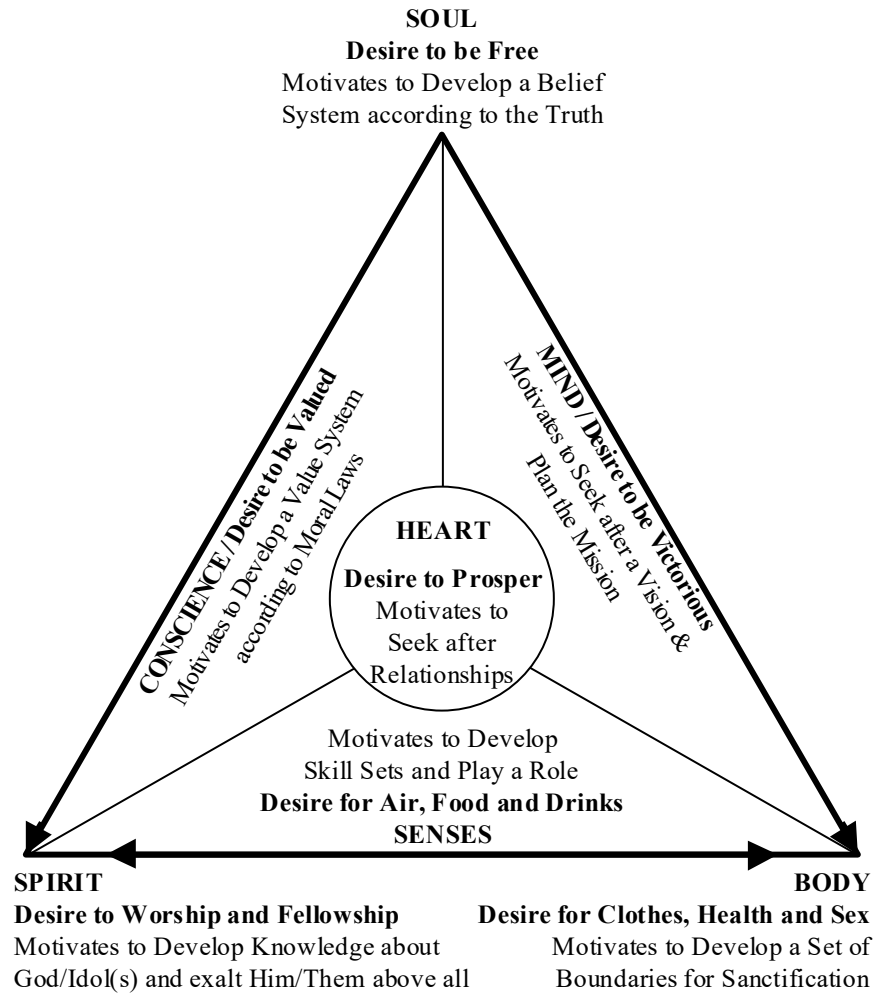 SOUL
Desire to be Free
Motivates to Develop a Belief
System according to the Truth
CONSCIENCE / Desire to be Valued
Motivates to Develop a Value System
according to Moral Laws
MIND / Desire to be Victorious
Motivates to Seek after a Vision &
Plan the Mission
HEART
Desire to Prosper
Motivates to
Seek after
Relationships
Motivates to Develop
Skill Sets and Play a Role
Desire for Air, Food and Drinks
SENSES
SPIRIT
Desire to Worship and Fellowship
Motivates to Develop Knowledge about
God/Idol(s) and exalt Him/Them above all
BODY
Desire for Clothes, Health and Sex
Motivates to Develop a Set of
Boundaries for Sanctification